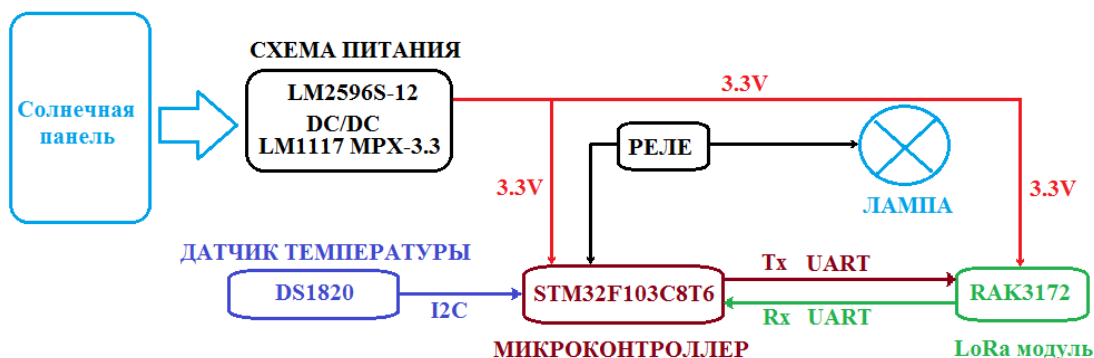 СХЕМА ПИТАНИЯ
Солнечная
панель
LM2596S-12
DC/DC
LM1117 MPX-3.3
3.3V
РЕЛЕ
3.3V
ЛАМПА
3.3V
ДАТЧИК ТЕМПЕРАТУРЫ
DS1820
I2C
STM32F103C8T6
Tx UART
Rx UART
RAK3172
МИКРОКОНТРОЛЛЕР
LoRa модуль